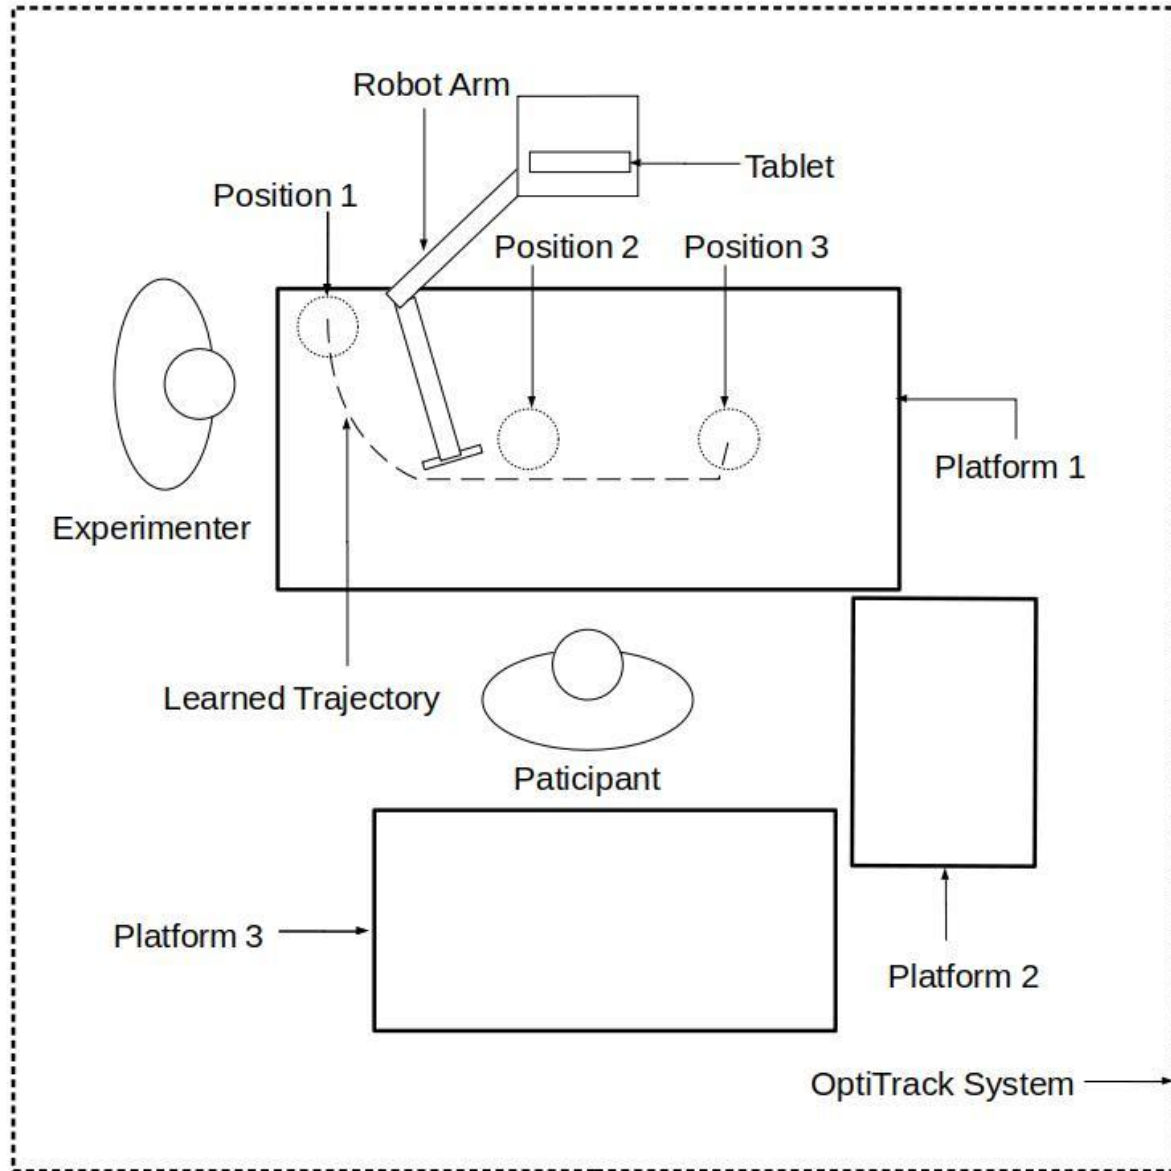 Robot Arm
Tablet
Position 1
Position 2
Position 3
Platform 1
Experimenter
Learned Trajectory
Paticipant
Platform 3
Platform 2
OptiTrack System